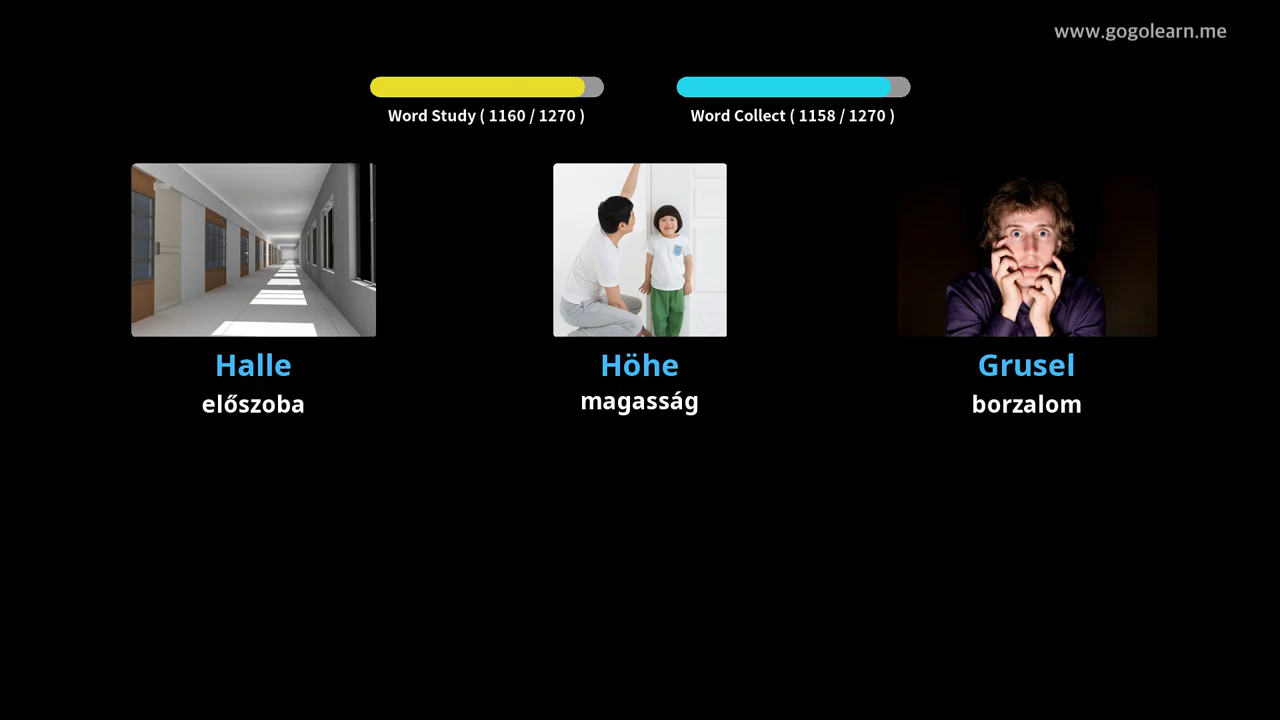 www.gogolearn.me
Word Study ( 1160 / 1270 )
Word Collect ( 1158 / 1270 )
Halle
Höhe
Grusel
előszoba
magasság
borzalom